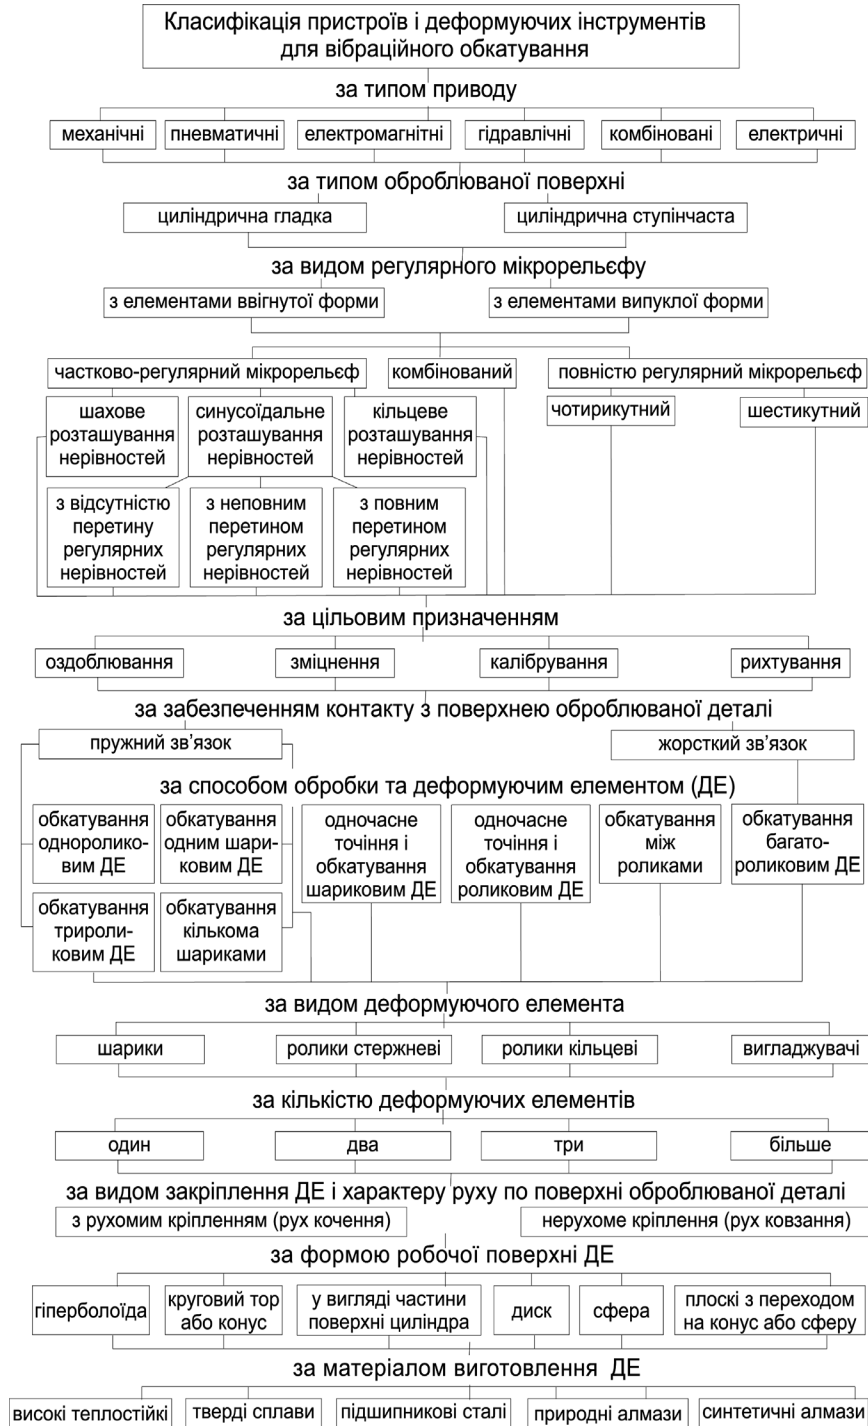 Класифікація пристроїв і деформуючих інструментів
для вібраційного обкатування
за типом приводу
механічні пневматичні електромагнітні гідравлічні комбіновані електричні
за типом оброблюваної поверхні
циліндрична гладка циліндрична ступінчаста
за видом регулярного мікрорельєфу
з елементами ввігнутої форми з елементами випуклої форми
частково-регулярний мікрорельєф комбінований повністю регулярний мікрорельєф
шахове
розташування
нерівностей
синусоїдальне
розташування
нерівностей
кільцеве
розташування
нерівностей
чотирикутний
шестикутний
з відсутністю
перетину
регулярних
нерівностей
з неповним
перетином
регулярних
нерівностей
з повним
перетином
регулярних
нерівностей
за цільовим призначенням
оздоблювання зміцнення калібрування рихтування
за забезпеченням контакту з поверхнею оброблюваної деталі
пружний зв'язок жорсткий зв'язок
за способом обробки та деформуючим елементом (ДЕ)
обкатування
однороликo-
вим ДЕ
обкатування
одним шари-
ковим ДЕ
одночасне
точіння і
обкатування
шариковим ДЕ
одночасне
точіння і
обкатування
роликовим ДЕ
обкатування
між
роликами
обкатування
багато-
роликовим ДЕ
обкатування
трироли-
ковим ДЕ
обкатування
кількома
шариками
за видом деформуючого елемента
шарики ролики стержневі ролики кільцеві вигладжувачі
за кількістю деформуючих елементів
один два три більше
за видом закріплення ДЕ і характеру руху по поверхні оброблюваної деталі
з рухомим кріпленням (рух кочення) нерухоме кріплення (рух ковзання)
за формою робочої поверхні ДЕ
гіперболоїда
круговий тор
або конус
у вигляді частини
поверхні циліндра
диск
сфера
плоскі з переходом
на конус або сферу
за матеріалом виготовлення ДЕ
високі теплостійкі тверді сплави підшипникові сталі природні алмази синтетичні алмази